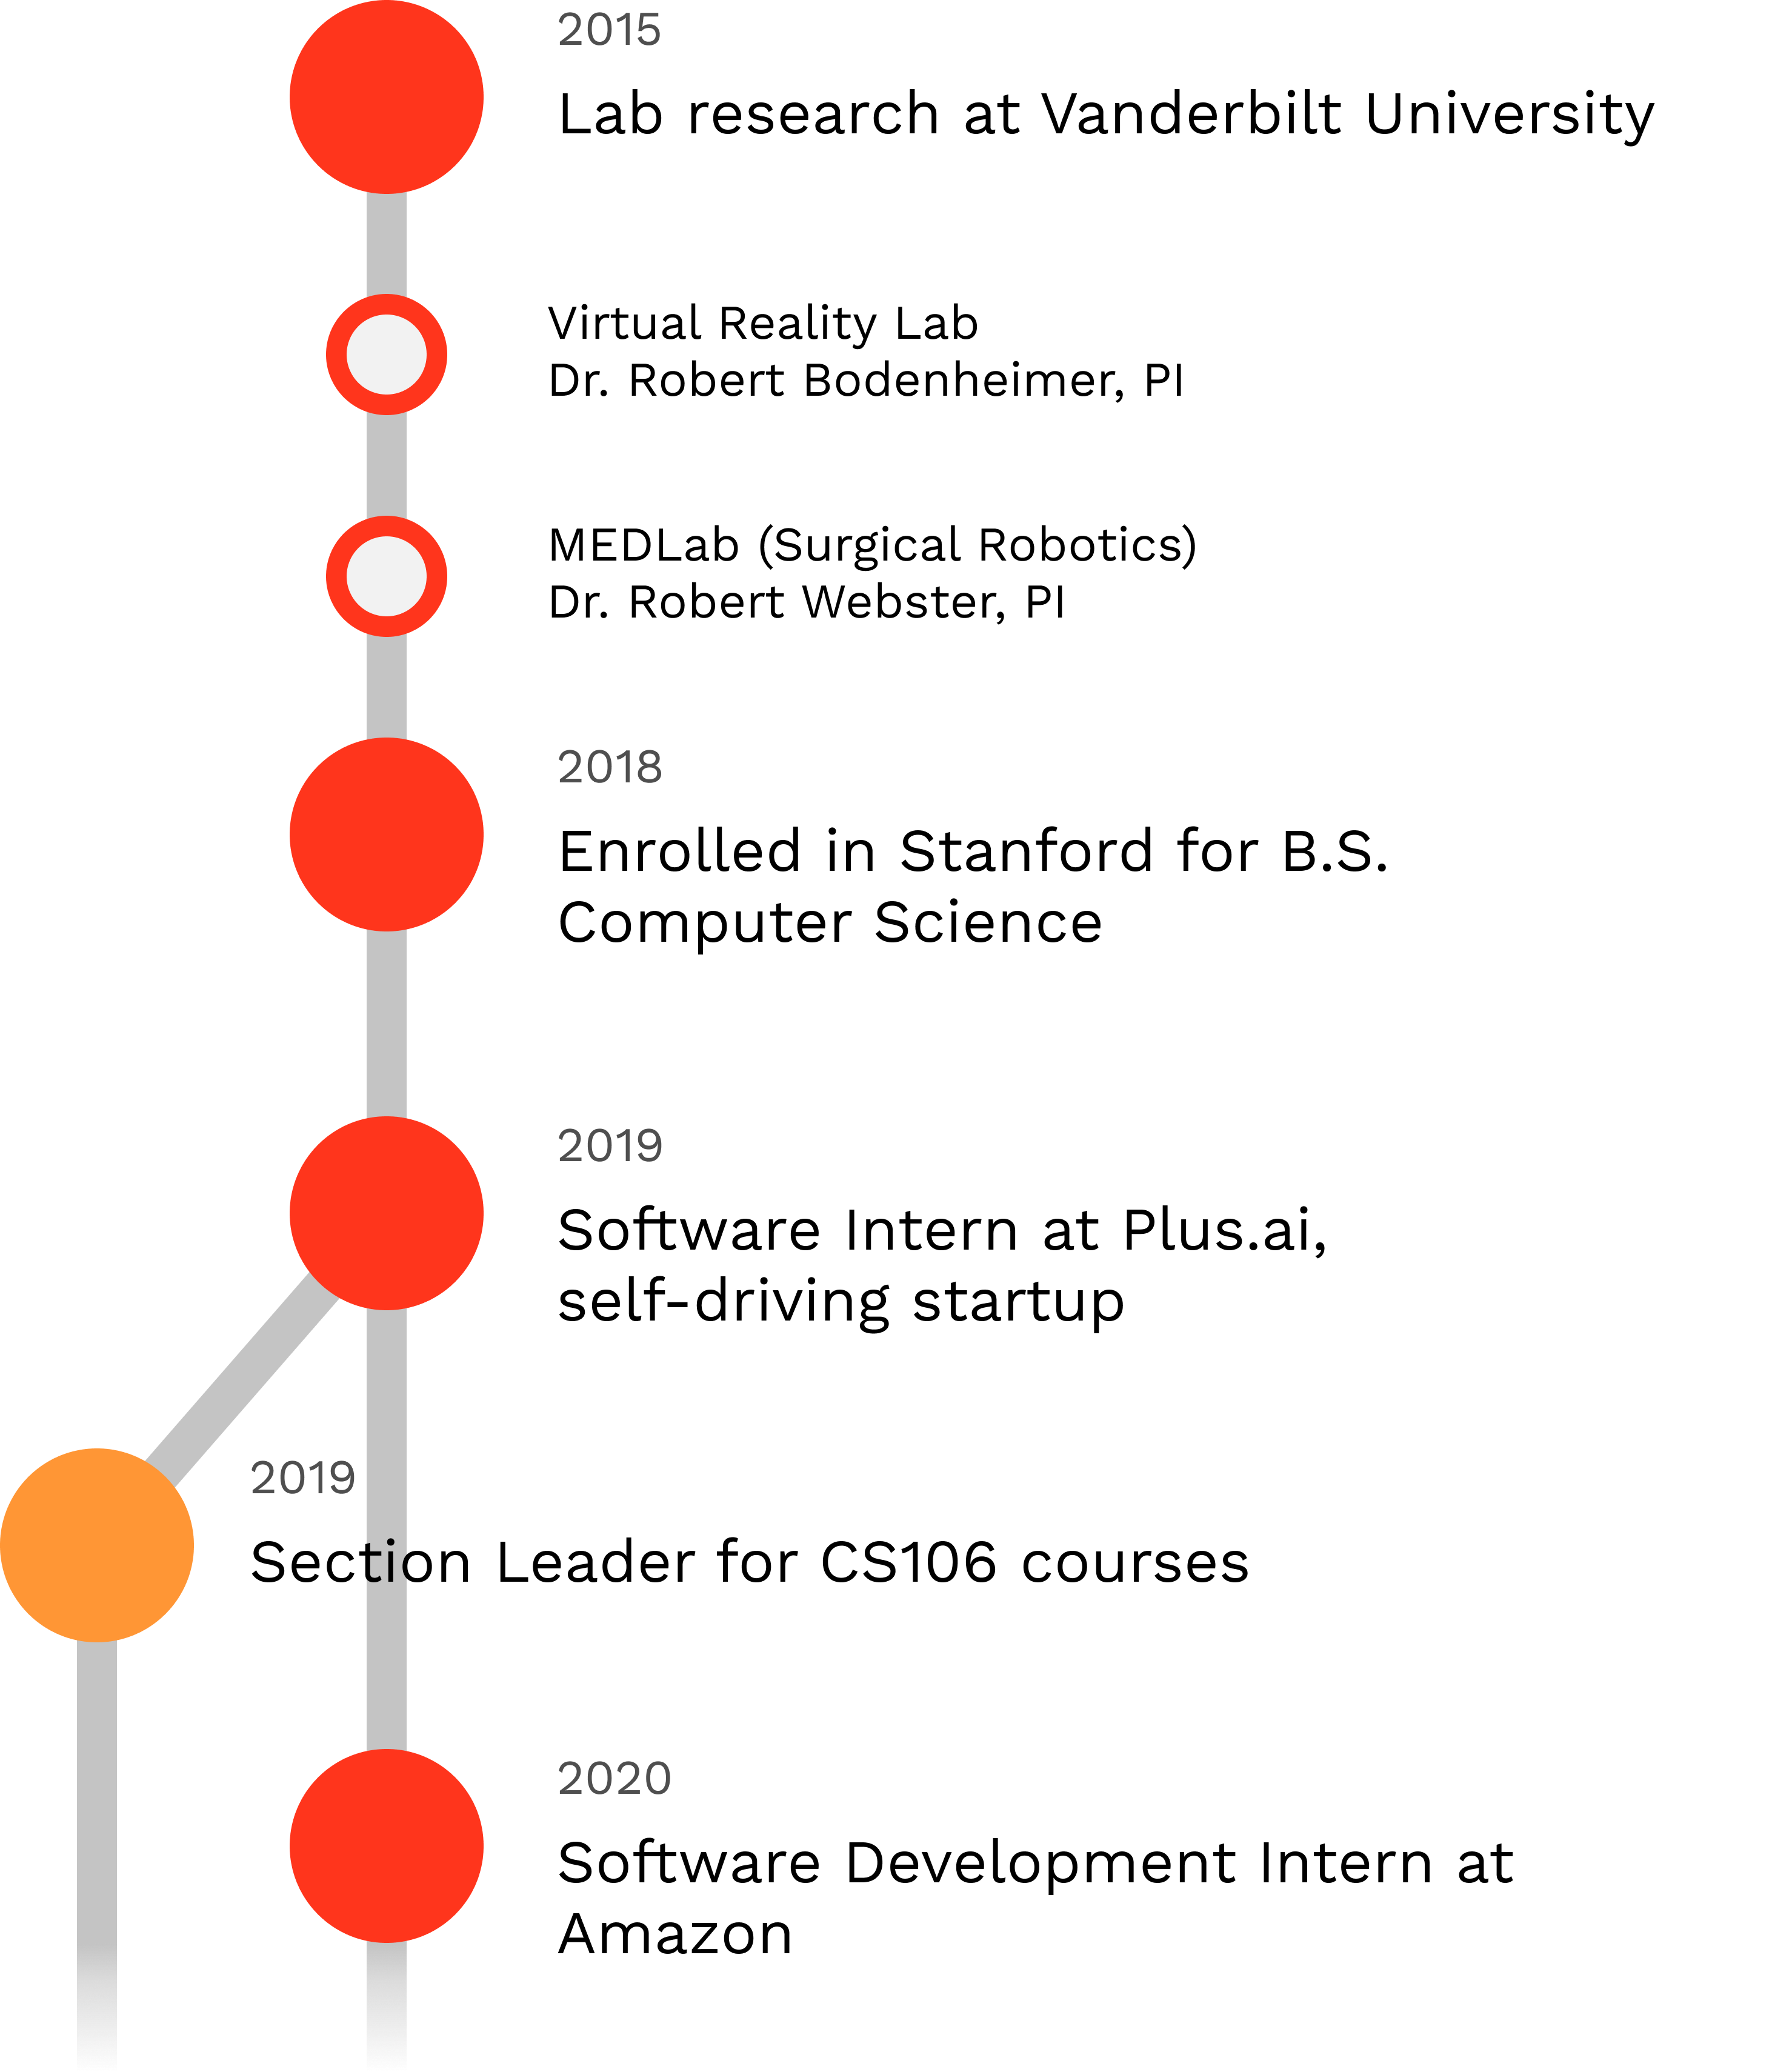 2015
Lab research at Vanderbilt University
Virtual Reality Lab
Dr. Robert Bodenheimer, PI
MEDLab (Surgical Robotics)
Dr. Robert Webster, PI
2018
Enrolled in Stanford for B.S.
Computer Science
2019
Software Intern at Plus.ai,
self-driving startup
2019
Section Leader for CS106 courses
2020
Software Development Intern at
Amazon